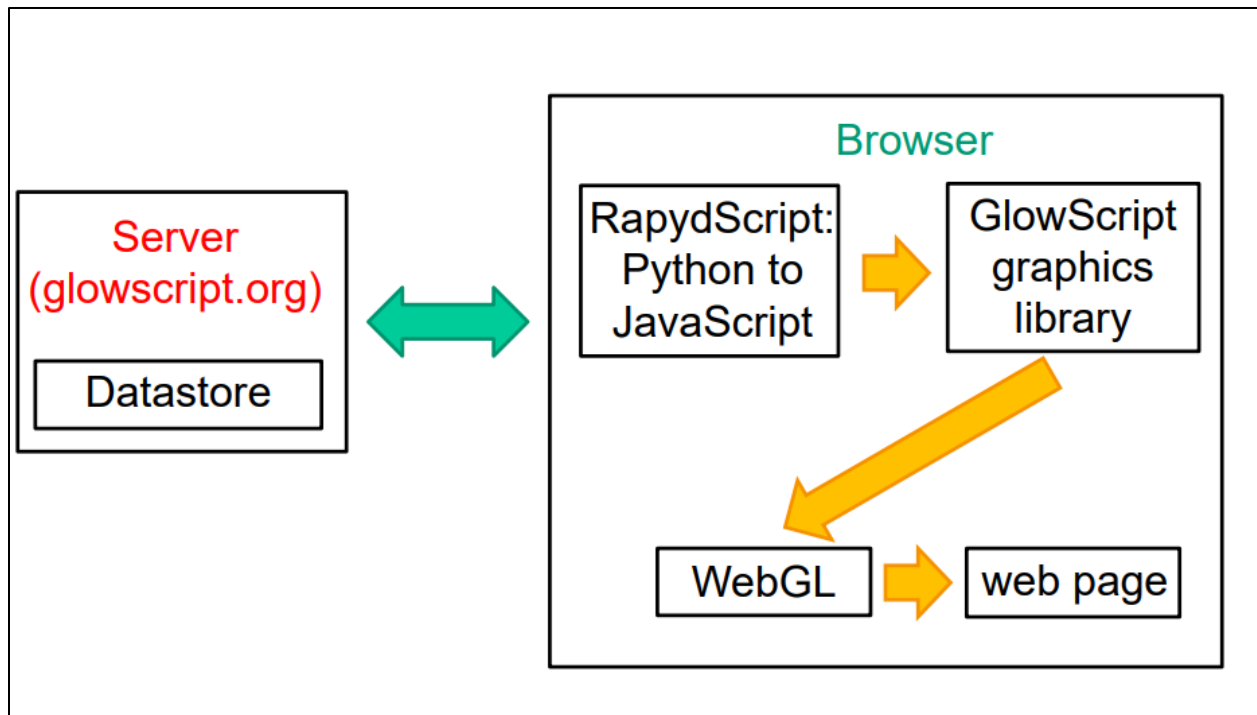 Server
(glowscript.org)
Datastore
Browser
RapydScript:
Python to
JavaScript
GlowScript
graphics
library
WebGL
web page